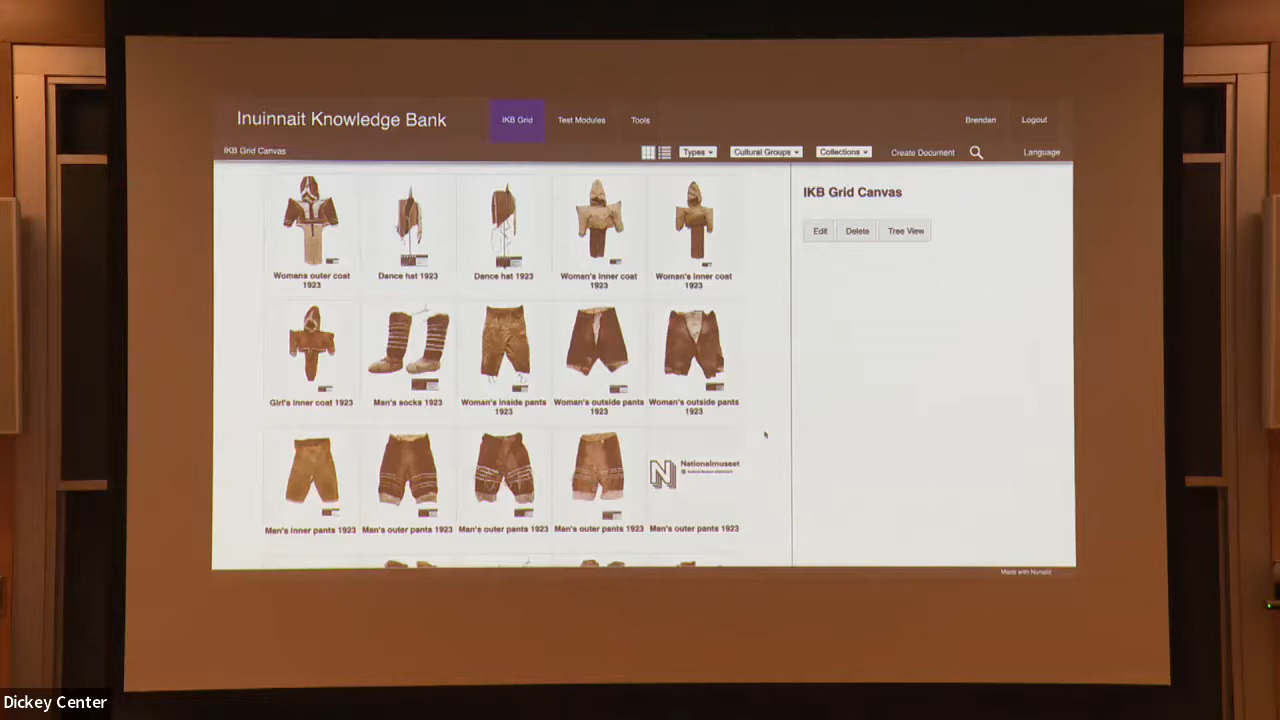 Inuinnait Knowledge Bank
IKB Grid
Test Modules
Tools
Brendan
Logout
IKB Grid Canvas
Types
Cultural Groups
Collections
Create Document
Language
IKB Grid Canvas
Edit
Delete
Tree View
Womans outer coat
1923
Dance hat 1923
Dance hat 1923
Woman's inner coat
1923
Woman's inner coat
1923
Girl's inner coat 1923
Man's socka 1923
Woman's inside pants
1923
Woman's outside pants
1923
Woman's outside pants
1923
N
Nationalmuseet
Man's inner pants 1923
Man's outer pants 1923
Man's outer pants 1923
Man's outer pants 1923
Man's outer pants 1923
Made with Nunaliit
Dickey Center